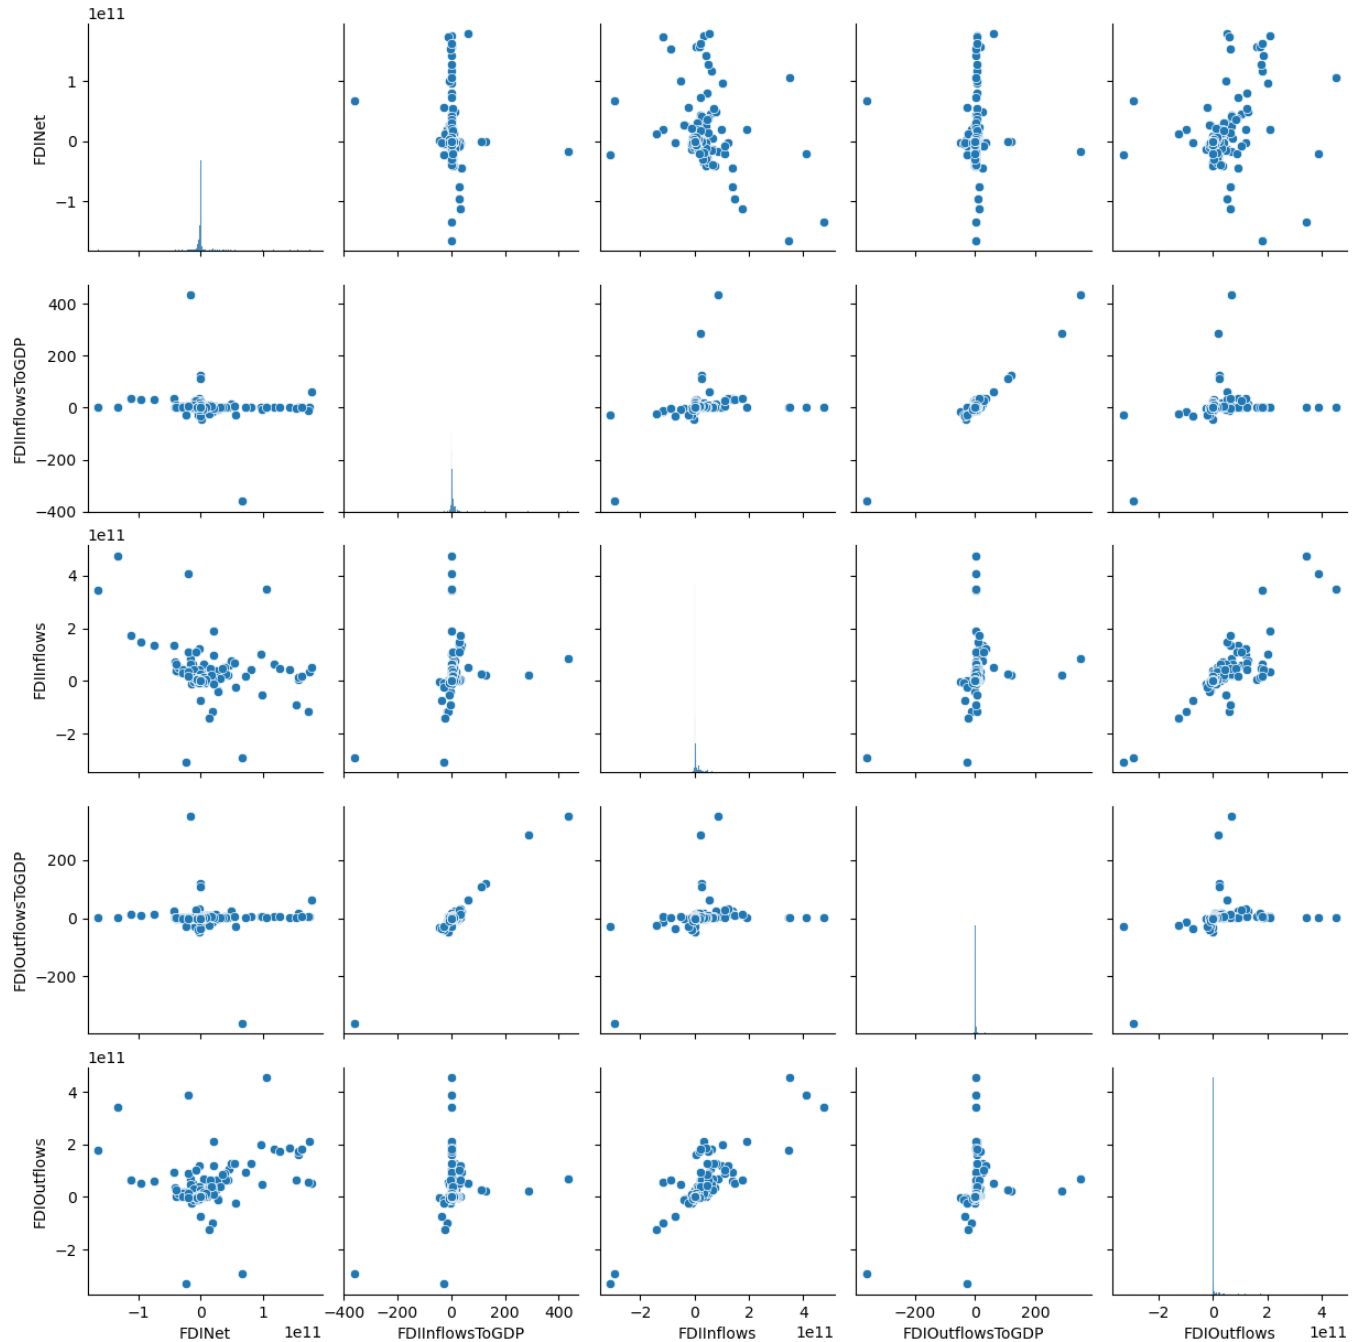 1e11
FDINet
1
0
−1
FDIInflowsToGDP
400
200
0
−200
−400
1e11
FDIInflows
4
2
0
−2
FDIOutflowsToGDP
200
0
−200
1e11
FDIOutflows
4
2
0
−2
−1 0 1
FDINet 1e11
−400 −200 0 200 400
FDIInflowsToGDP
−2 0 2 4
FDIInflows 1e11
−200 0 200
FDIOutflowsToGDP
−2 0 2 4
FDIOutflows 1e11